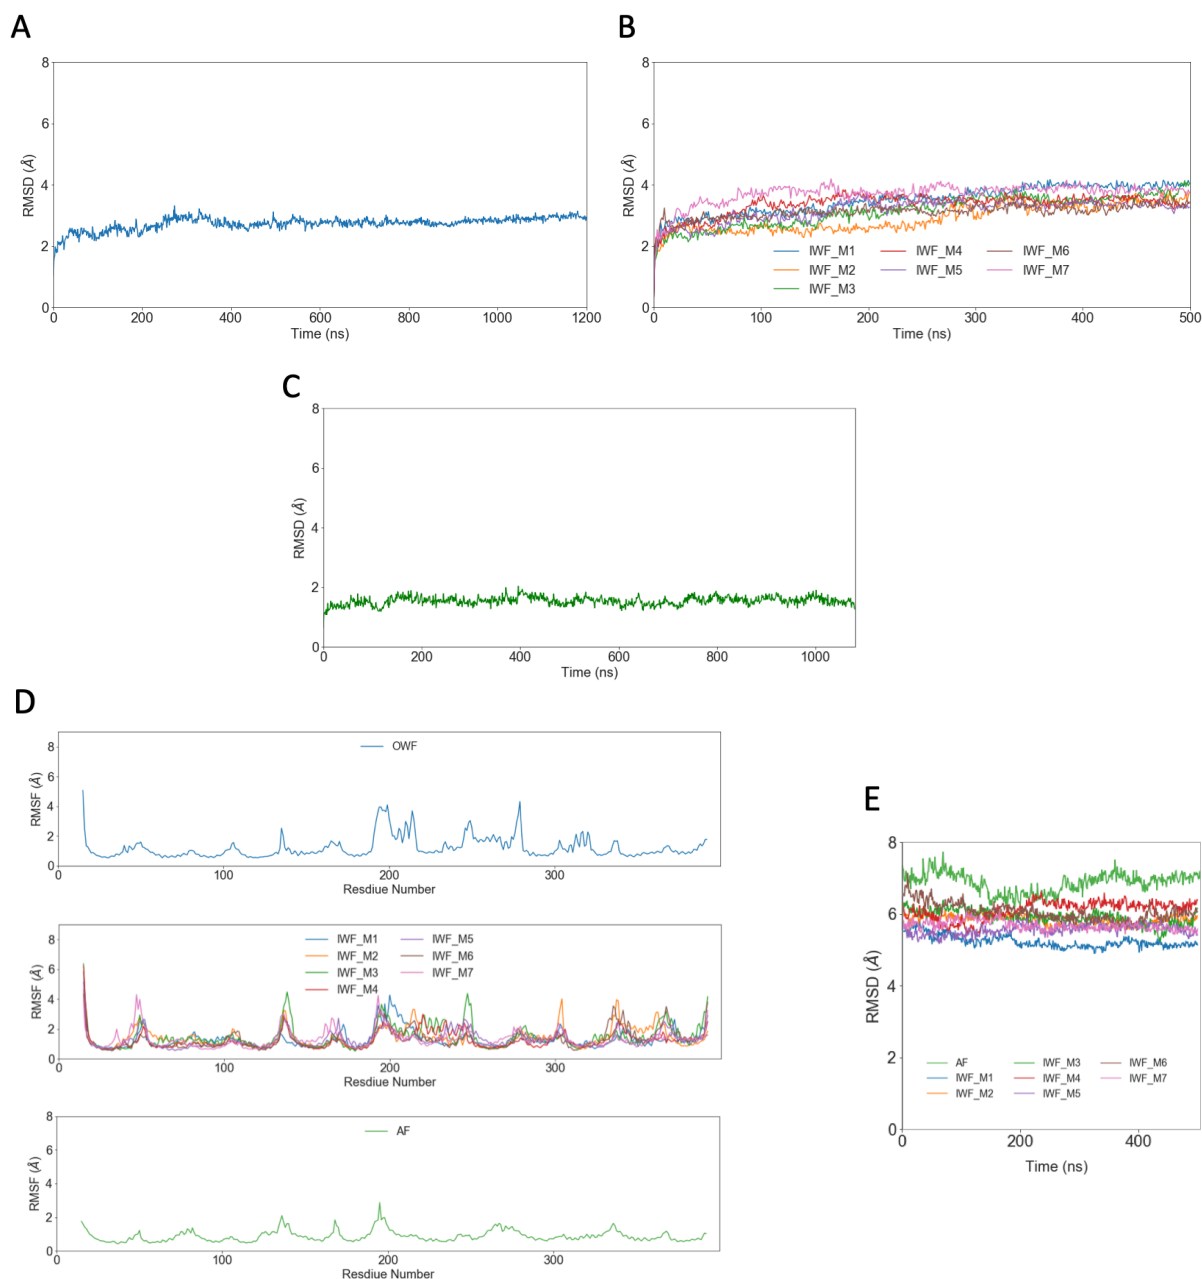 A
B
8
6
4
2
0
RMSD (Å)
0 200 400 600 800 1000 1200
Time (ns)
8
6
4
2
0
RMSD (Å)
IWF_M1 IWF_M4 IWF_M6
IWF_M2 IWF_M5 IWF_M7
IWF_M3
0 100 200 300 400 500
Time (ns)
C
8
6
4
2
0
RMSD (Å)
0 200 400 600 800 1000
Time (ns)
D
8
6
4
2
0
RMSF (Å)
OWF
0 100 200 300
Resdiue Number
8
6
4
2
0
RMSF (Å)
IWF_M1 IWF_M5
IWF_M2 IWF_M6
IWF_M3 IWF_M7
IWF_M4
0 100 200 300
Resdiue Number
8
6
4
2
0
RMSF (Å)
AF
0 100 200 300
Resdiue Number
E
8
6
4
2
0
RMSD (Å)
AF IWF_M3 IWF_M6
IWF_M1 IWF_M4 IWF_M7
IWF_M2 IWF_M5
0 200 400
Time (ns)